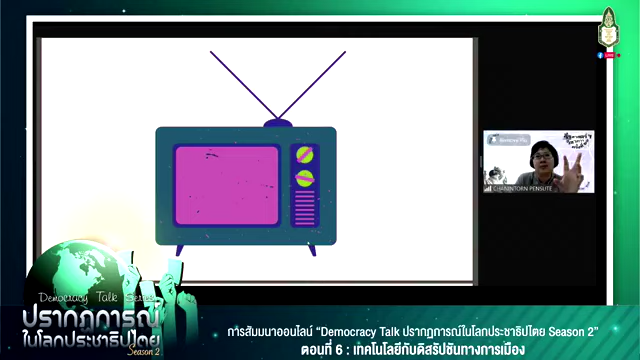 LIVE
CHANINTORN PENSUTE
Democracy Talk Series
ปรากฏการณ์
ในโลกประชาธิปไตย
Season 2
การสัมมนาออนไลน์ “Democracy Talk ปรากฏการณ์ในโลกประชาธิปไตย Season 2”
ตอนที่ 6 : เทคโนโลยีกับดิสรัปชันทางการเมือง